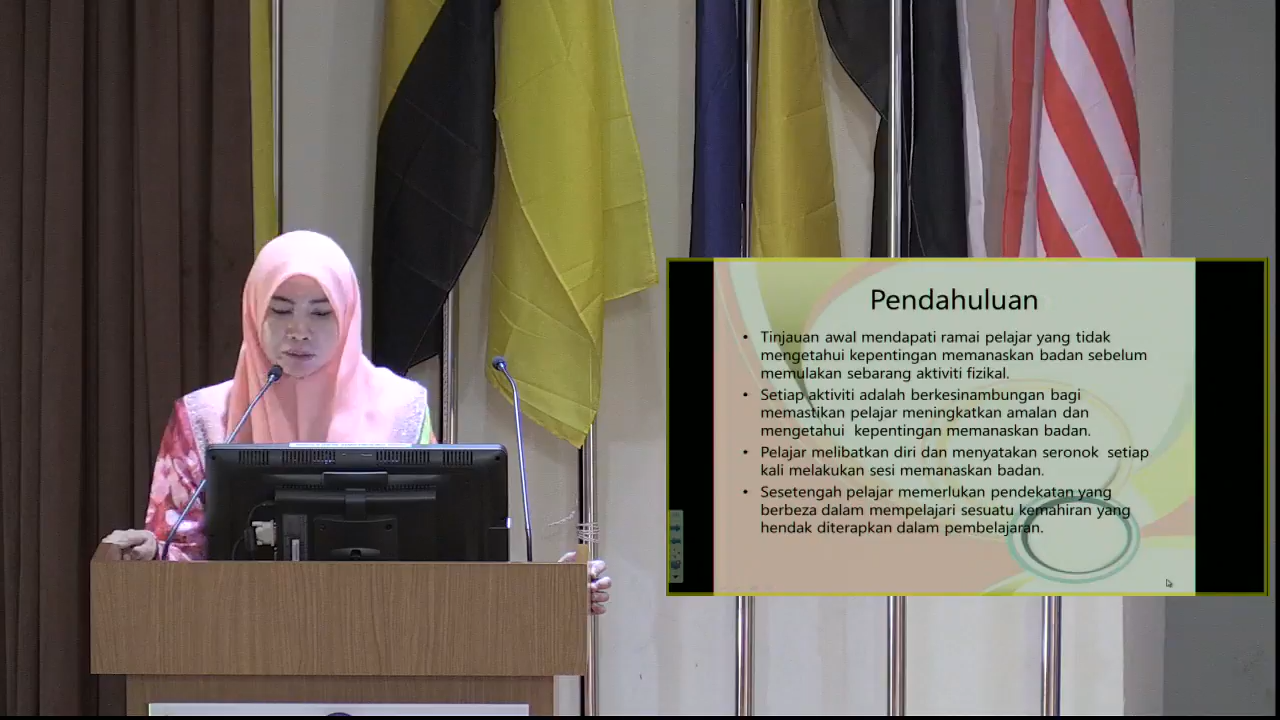 Pendahuluan
• Tinjauan awal mendapati ramai pelajar yang tidak
mengetahui kepentingan memanaskan badan sebelum
memulakan sebarang aktiviti fizikal.
• Setiap aktiviti adalah berkesinambungan bagi
memastikan pelajar meningkatkan amalan dan
mengetahui kepentingan memanaskan badan.
• Pelajar melibatkan diri dan menyatakan seronok setiap
kali melakukan sesi memanaskan badan.
• Sesetengah pelajar memerlukan pendekatan yang
berbeza dalam mempelajari sesuatu kemahiran yang
hendak diterapkan dalam pembelajaran.